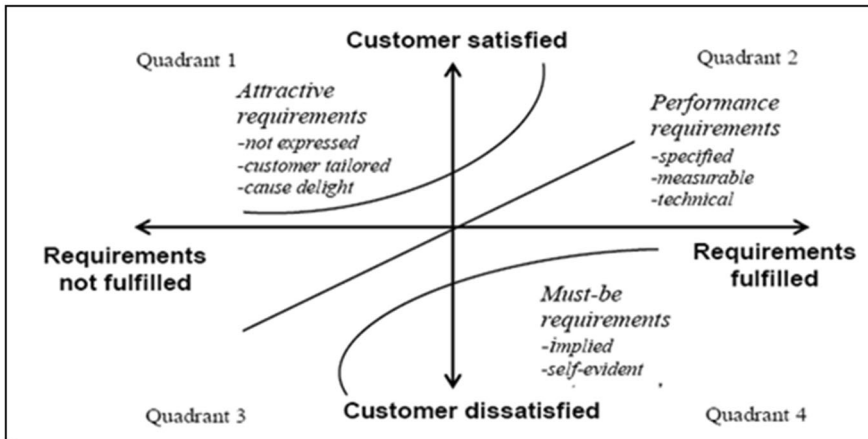 Customer satisfied
Quadrant 1
Quadrant 2
Attractive
requirements
-not expressed
-customer tailored
-cause delight
Performance
requirements
-specified
-measurable
-technical
Requirements
not fulfilled
Requirements
fulfilled
Must-be
requirements
-implied
-self-evident
Quadrant 3
Customer dissatisfied
Quadrant 4